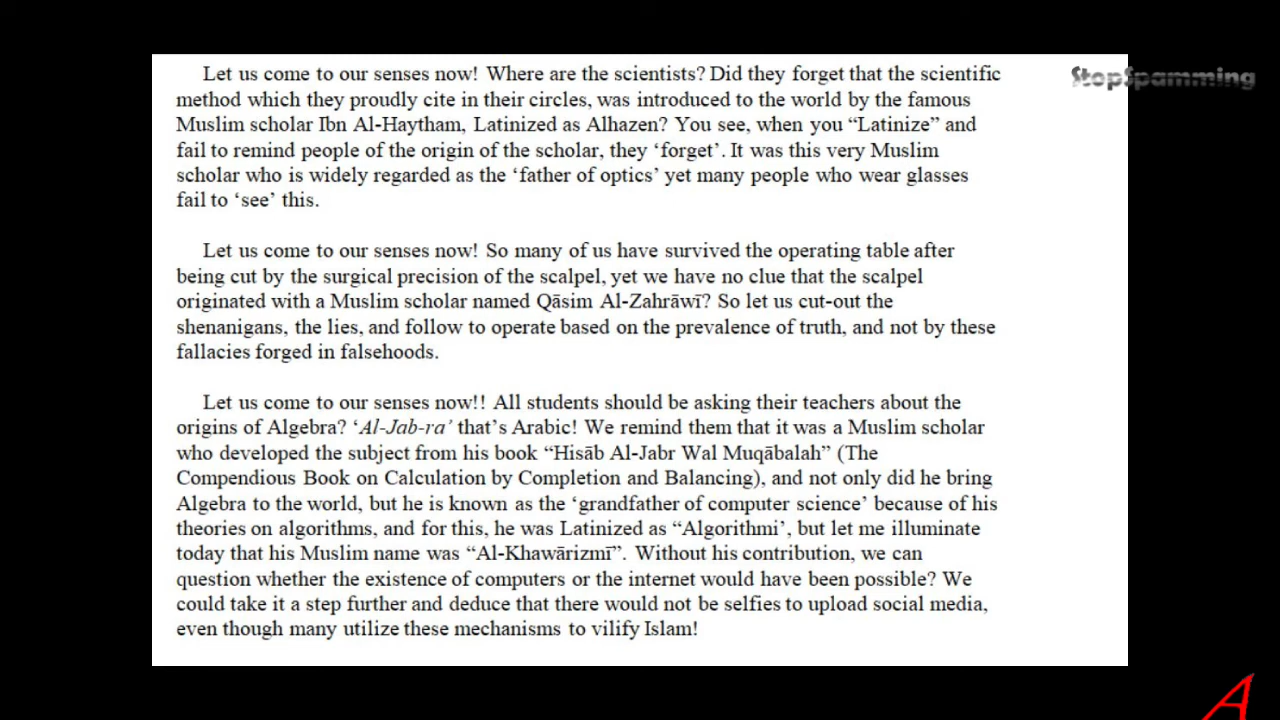 Let us come to our senses now! Where are the scientists? Did they forget that the scientific
method which they proudly cite in their circles, was introduced to the world by the famous
Muslim scholar Ibn Al-Haytham, Latinized as Alhazen? You see, when you “Latinize” and
fail to remind people of the origin of the scholar, they ‘forget’. It was this very Muslim
scholar who is widely regarded as the ‘father of optics’ yet many people who wear glasses
fail to ‘see’ this.
Let us come to our senses now! So many of us have survived the operating table after
being cut by the surgical precision of the scalpel, yet we have no clue that the scalpel
originated with a Muslim scholar named Qāsim Al-Zahrāwī? So let us cut-out the
shenanigans, the lies, and follow to operate based on the prevalence of truth, and not by these
fallacies forged in falsehoods.
Let us come to our senses now!! All students should be asking their teachers about the
origins of Algebra? ‘Al-Jab-ra’ that’s Arabic! We remind them that it was a Muslim scholar
who developed the subject from his book “Hisāb Al-Jabr Wal Muqābalah” (The
Compendious Book on Calculation by Completion and Balancing), and not only did he bring
Algebra to the world, but he is known as the ‘grandfather of computer science’ because of his
theories on algorithms, and for this, he was Latinized as “Algorithmi’, but let me illuminate
today that his Muslim name was “Al-Khawārizmī”. Without his contribution, we can
question whether the existence of computers or the internet would have been possible? We
could take it a step further and deduce that there would not be selfies to upload social media,
even though many utilize these mechanisms to vilify Islam!
StopSpamming
A